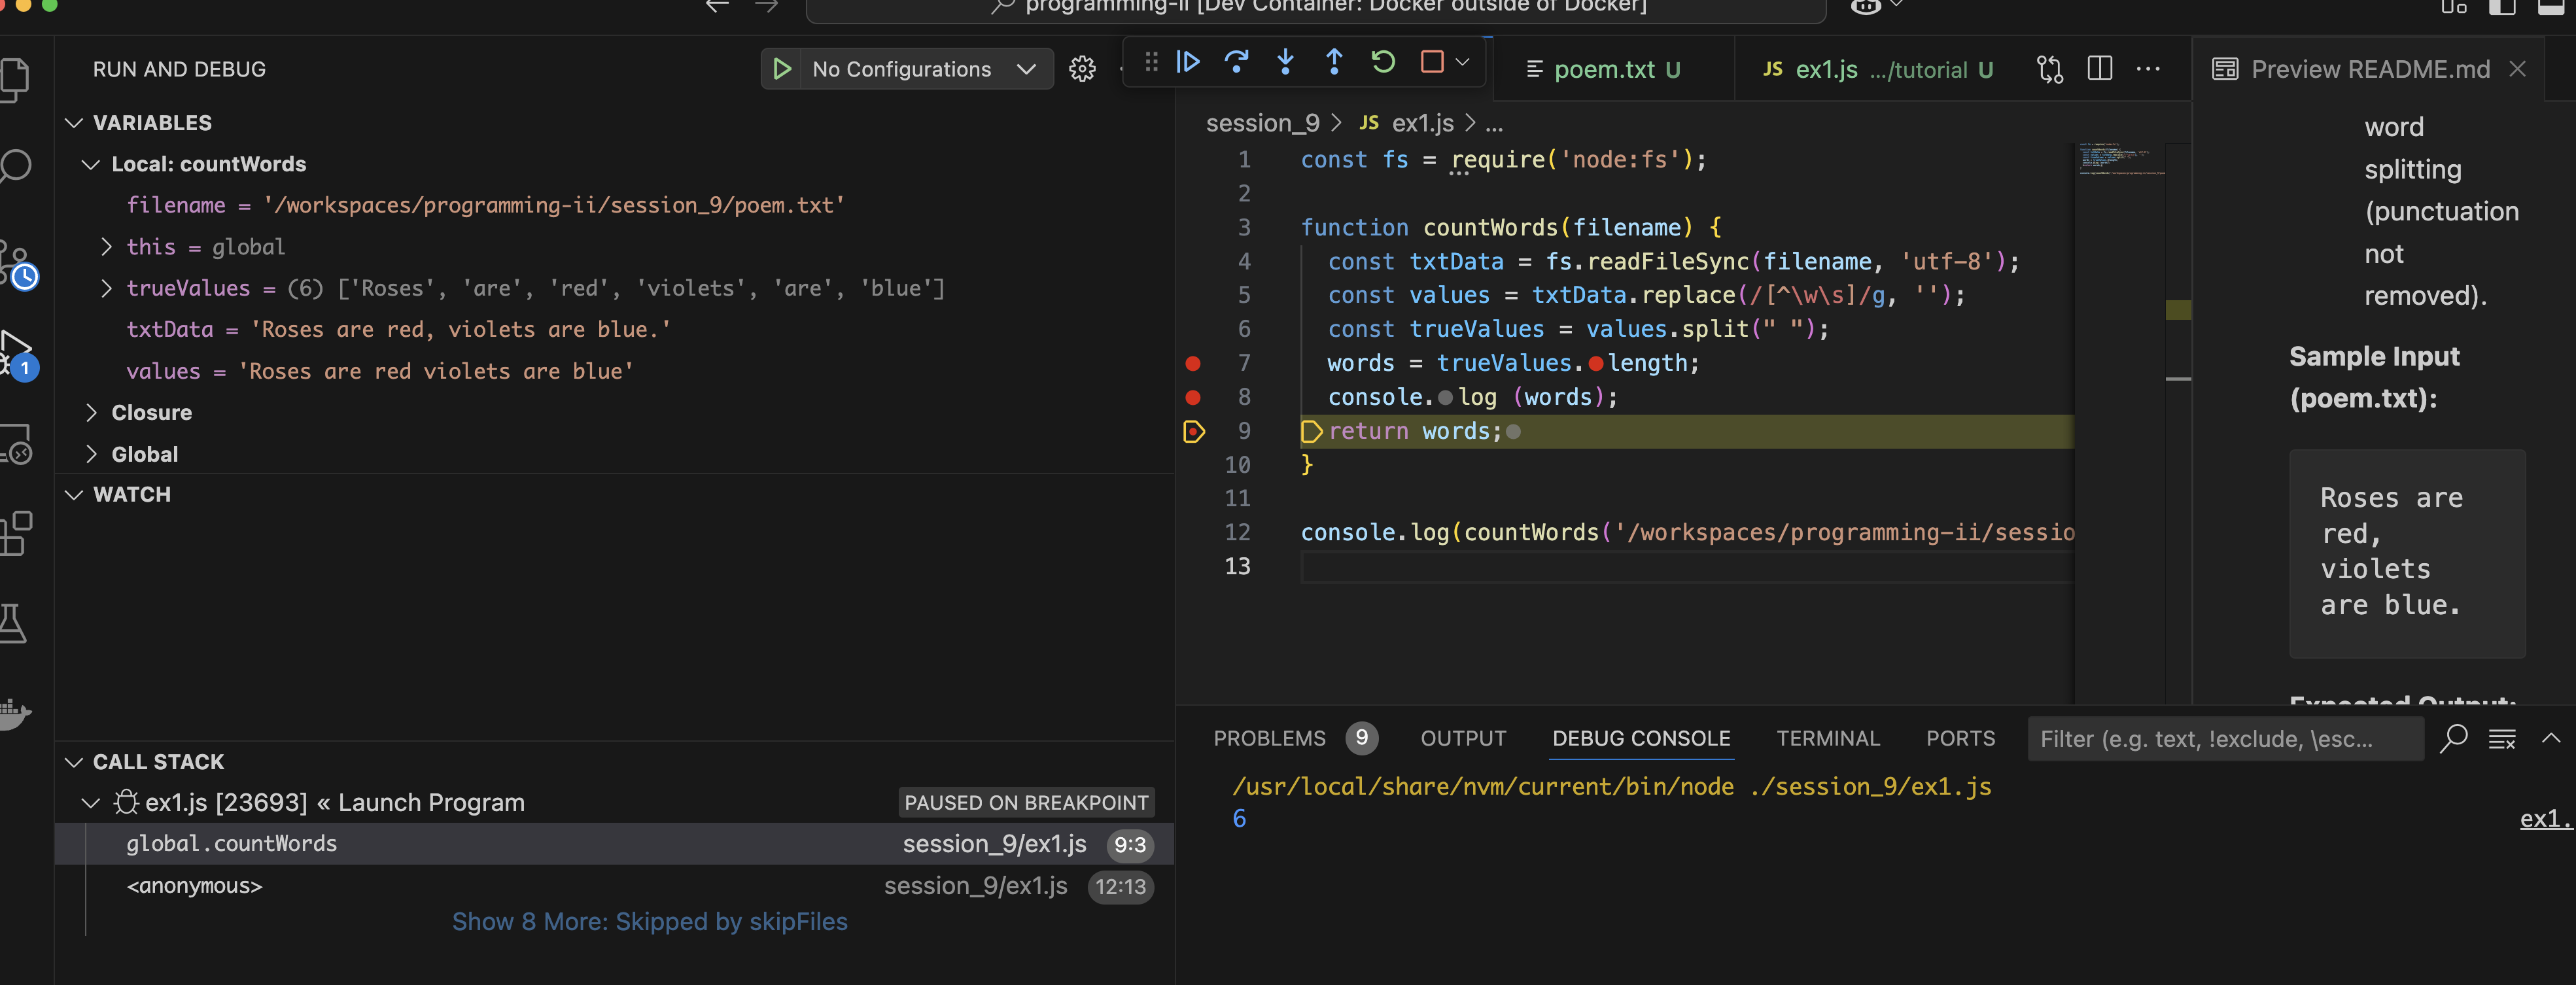 programming-ii [Dev Container: Docker outside of Docker]
RUN AND DEBUG
No Configurations
poem.txt U
JS ex1.js .../tutorial U
Preview README.md
VARIABLES
Local: countWords
filename = '/workspaces/programming-ii/session_9/poem.txt'
this = global
trueValues = (6) ['Roses', 'are', 'red', 'violets', 'are', 'blue']
txtData = 'Roses are red, violets are blue.'
values = 'Roses are red violets are blue'
Closure
Global
WATCH
CALL STACK
ex1.js [23693] « Launch Program
PAUSED ON BREAKPOINT
global.countWords session_9/ex1.js 9:3
<anonymous> session_9/ex1.js 12:13
Show 8 More: Skipped by skipFiles
1
session_9 > JS ex1.js > ...
1 const fs = require('node:fs');
2
3 function countWords(filename) {
4 const txtData = fs.readFileSync(filename, 'utf-8');
5 const values = txtData.replace(/[^\w\s]/g, '');
6 const trueValues = values.split(" ");
7 words = trueValues.length;
8 console.log (words);
9 return words;
10 }
11
12 console.log(countWords('/workspaces/programming-ii/sessio
13
word
splitting
(punctuation
not
removed).
Sample Input
(poem.txt):
Roses are
red,
violets
are blue.
Expected Output:
PROBLEMS 9 OUTPUT DEBUG CONSOLE TERMINAL PORTS
Filter (e.g. text, !exclude, \esc...
/usr/local/share/nvm/current/bin/node ./session_9/ex1.js
6
ex1.